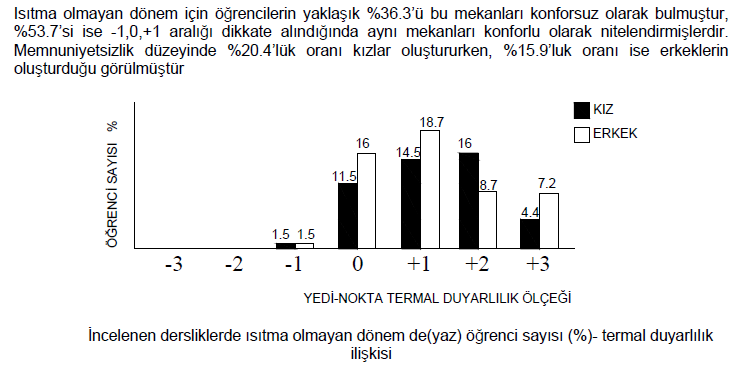 Isıtma olmayan dönem için öğrencilerin yaklaşık %36.3'ü bu mekanları konforsuz olarak bulmuştur,
%53.7'si ise -1,0,+1 aralığı dikkate alındığında aynı mekanları konforlu olarak nitelendirmişlerdir.
Memnuniyetsizlik düzeyinde %20.4'lük oranı kızlar oluştururken, %15.9'luk oranı ise erkeklerin
oluşturduğu görülmüştür
KIZ
ERKEK
ÖĞRENCİ SAYISI %
1.5 1.5 11.5 16 14.5 18.7 16 8.7 4.4 7.2
-3 -2 -1 0 +1 +2 +3
YEDİ-NOKTA TERMAL DUYARLILIK ÖLÇEĞİ
İncelenen dersliklerde ısıtma olmayan dönem de(yaz) öğrenci sayısı (%)- termal duyarlılık
ilişkisi